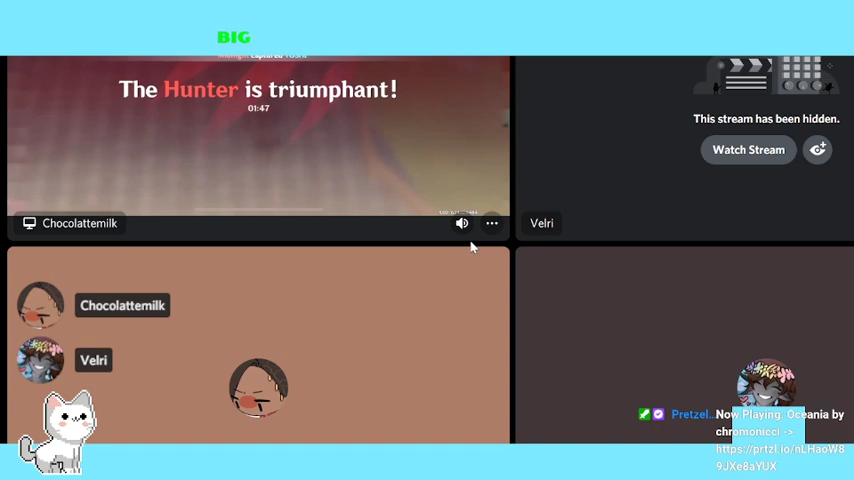 BIG
captured
The Hunter is triumphant!
01:47
This stream has been hidden.
Watch Stream
Chocolattemilk
Velri
Chocolattemilk
Velri
Pretzel... Now Playing. Oceania by
chromonicci ->
https://prtzl.io/nLHaoW8
9JXe8aYUX